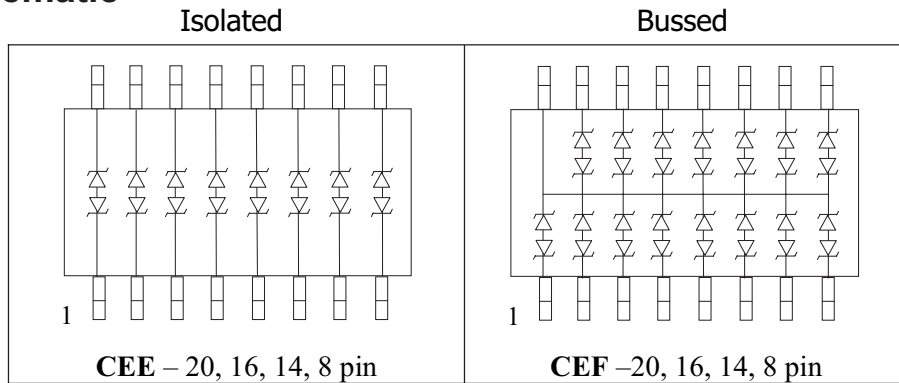 Isolated Bussed
1 1
CEE – 20, 16, 14, 8 pin CEF –20, 16, 14, 8 pin